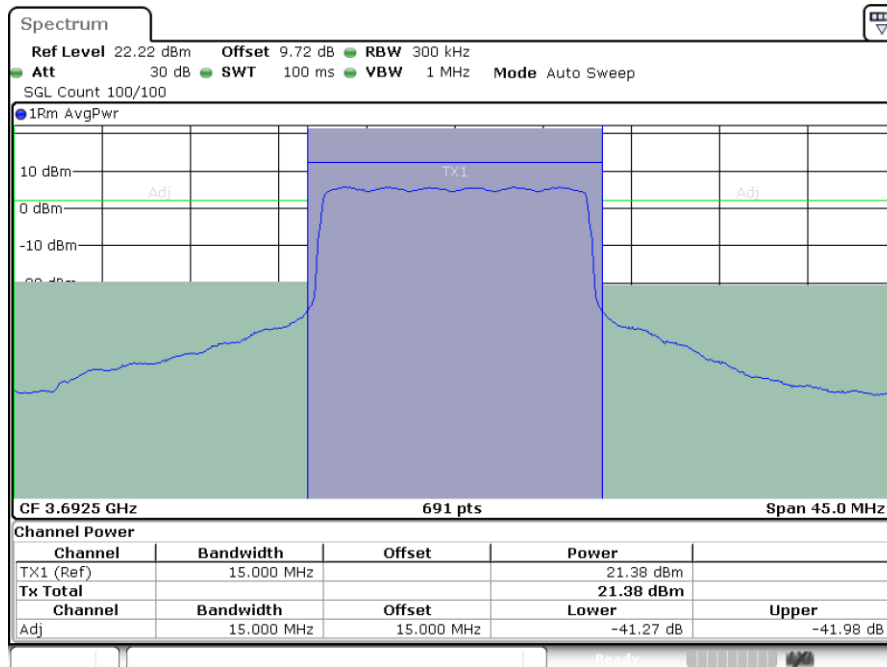 Spectrum
Ref Level 22.22 dBm Offset 9.72 dB RBW 300 kHz
Att 30 dB SWT 100 ms VBW 1 MHz Mode Auto Sweep
SGL Count 100/100
1Rm AvgPwr
10 dBm
TX1
Adj Adj
0 dBm
-10 dBm
CF 3.6925 GHz 691 pts Span 45.0 MHz
Channel Power
Channel Bandwidth Offset Power
TX1 (Ref) 15.000 MHz 21.38 dBm
Tx Total 21.38 dBm
Channel Bandwidth Offset Lower Upper
Adj 15.000 MHz 15.000 MHz -41.27 dB -41.98 dB
Ready